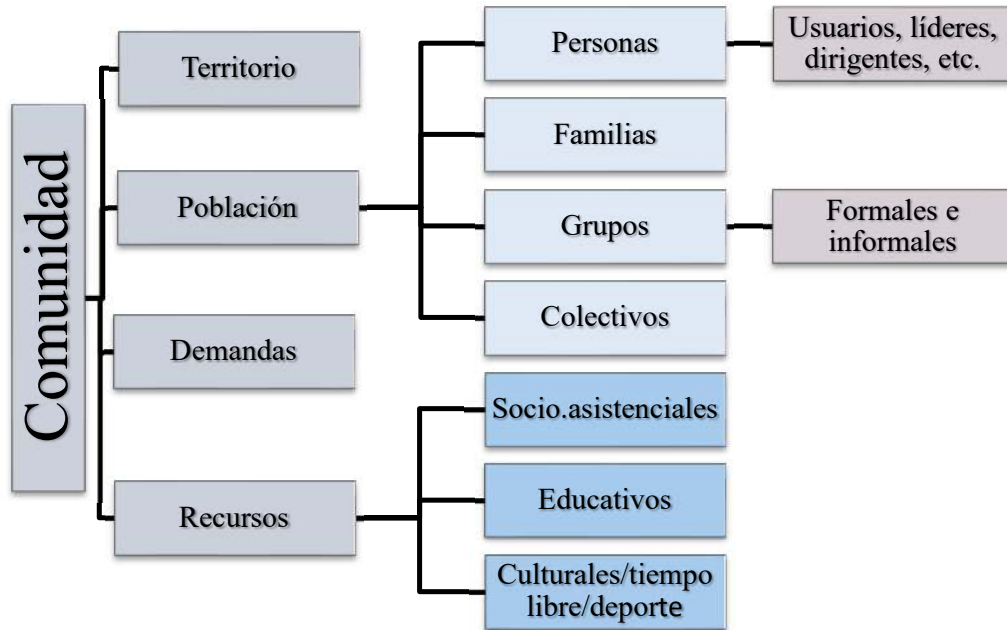 Comunidad
Territorio
Población
Demandas
Recursos
Personas
Familias
Grupos
Colectivos
Socio.asistenciales
Educativos
Culturales/tiempo
libre/deporte
Usuarios, líderes,
dirigentes, etc.
Formales e
informales